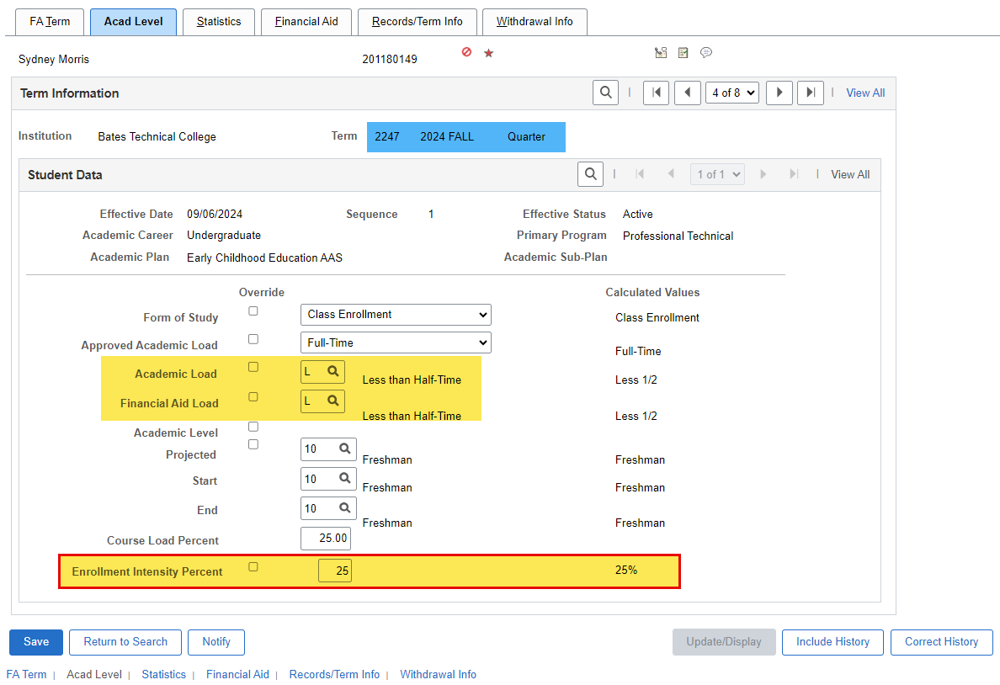 FA Term Acad Level Statistics Financial Aid Records/Term Info Withdrawal Info
Sydney Morris 201180149
Term Information 4 of 8 View All
Institution Bates Technical College Term 2247 2024 FALL Quarter
Student Data 1 of 1 View All
Effective Date 09/06/2024 Sequence 1 Effective Status Active
Academic Career Undergraduate Primary Program Professional Technical
Academic Plan Early Childhood Education AAS Academic Sub-Plan
Override Calculated Values
Form of Study Class Enrollment Class Enrollment
Approved Academic Load Full-Time Full-Time
Academic Load L Less than Half-Time Less 1/2
Financial Aid Load L Less than Half-Time Less 1/2
Academic Level
Projected 10 Freshman Freshman
Start 10 Freshman Freshman
End 10 Freshman Freshman
Course Load Percent 25.00
Enrollment Intensity Percent 25 25%
Save Return to Search Notify Update/Display Include History Correct History
FA Term | Acad Level | Statistics | Financial Aid | Records/Term Info | Withdrawal Info